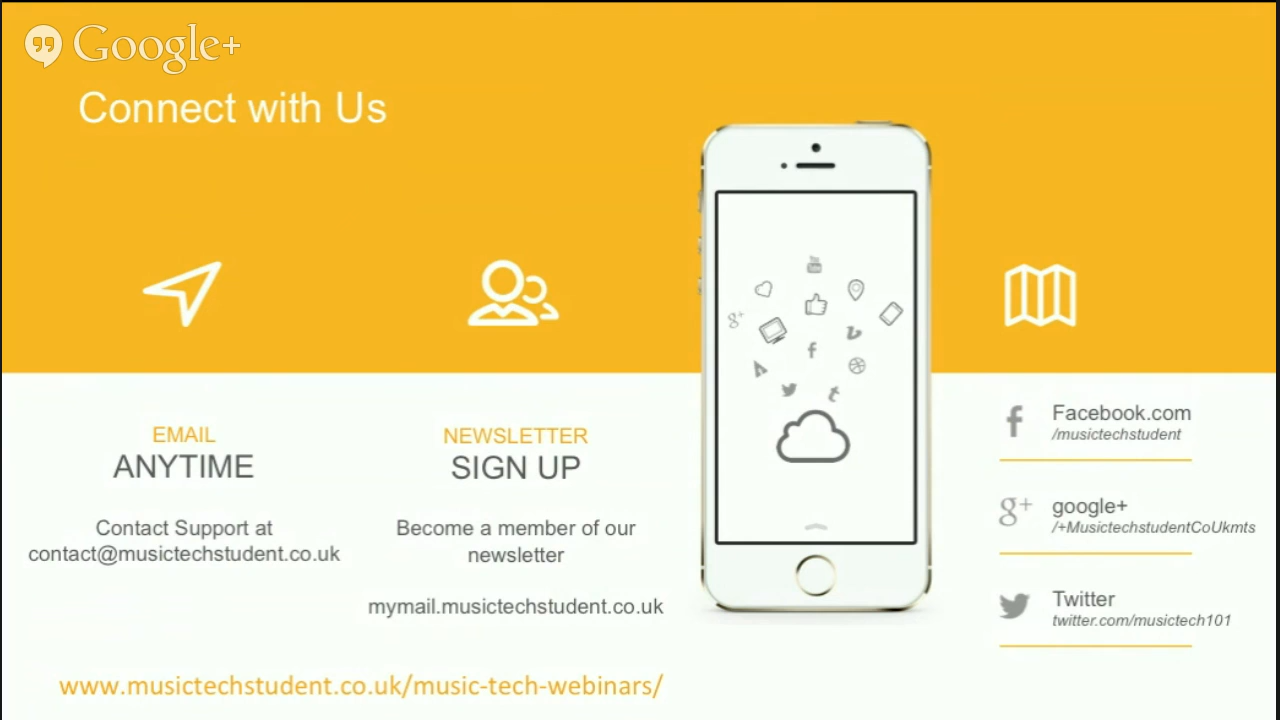 Google+
Connect with Us
EMAIL
ANYTIME
Contact Support at
contact@musictechstudent.co.uk
NEWSLETTER
SIGN UP
Become a member of our
newsletter
mymail.musictechstudent.co.uk
g+
f
Facebook.com
/musictechstudent
g+
google+
/+MusictechstudentCoUkmts
Twitter
twitter.com/musictech101
www.musictechstudent.co.uk/music-tech-webinars/